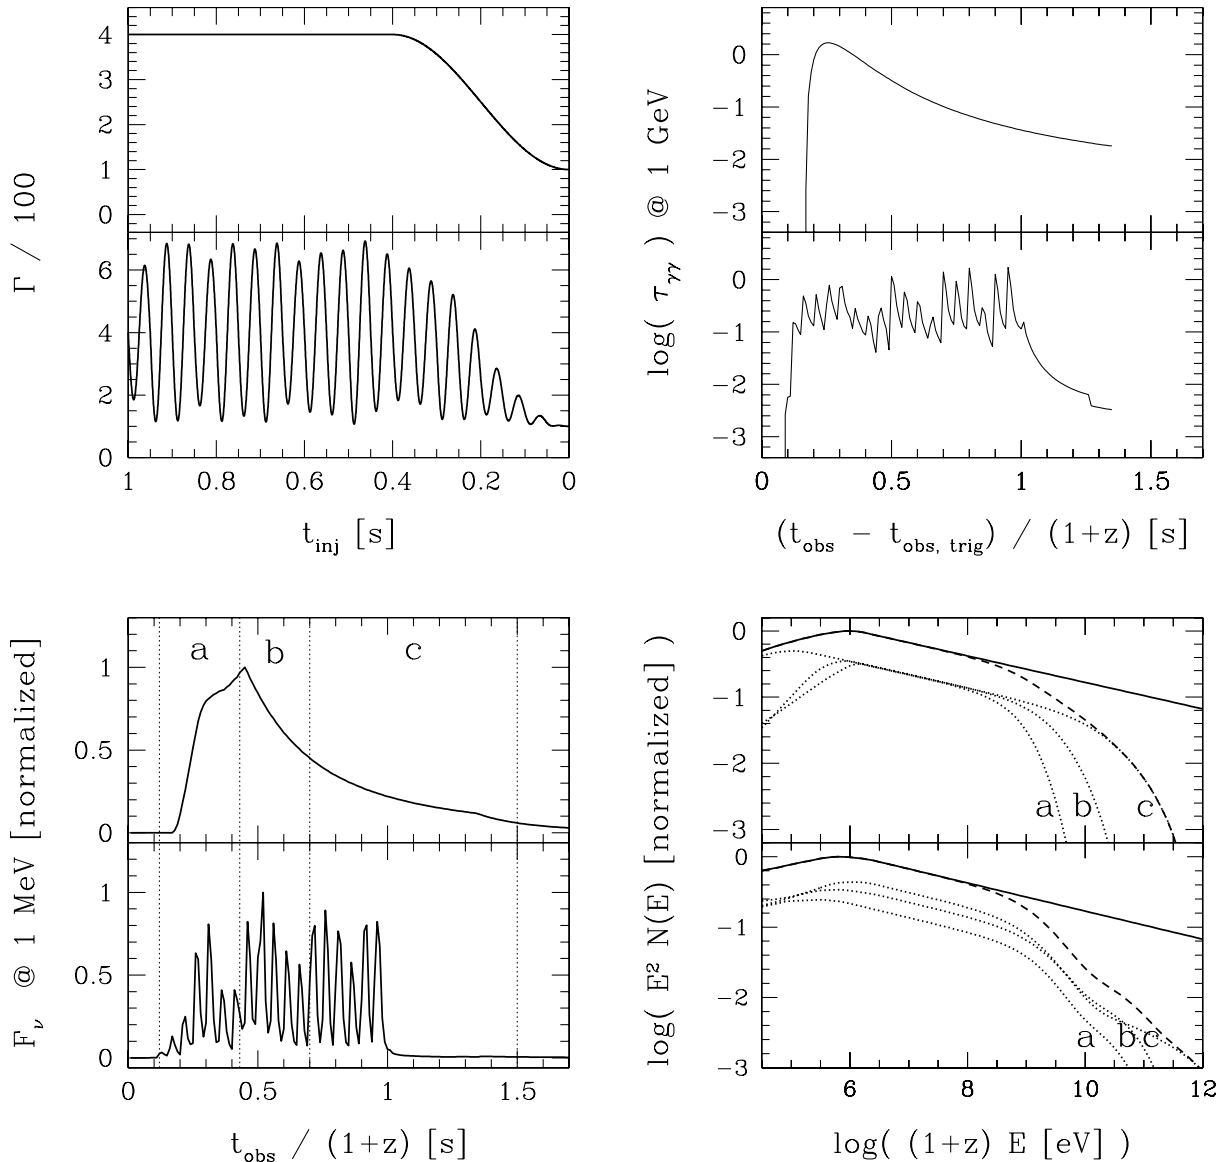 4
3
2
1
0
Γ / 100
6
4
2
0
1 0.8 0.6 0.4 0.2 0
t_inj [s]
0
−1
−2
−3
log( τ_γγ ) @ 1 GeV
0
−1
−2
−3
0 0.5 1 1.5
(t_obs − t_obs, trig) / (1+z) [s]
a b c
1
0.5
0
F_ν @ 1 MeV [normalized]
1
0.5
0
0 0.5 1 1.5
t_obs / (1+z) [s]
0
−1
−2
−3
a b c
log( E² N(E) [normalized] )
0
−1
−2
−3
a b c
6 8 10 12
log( (1+z) E [eV] )